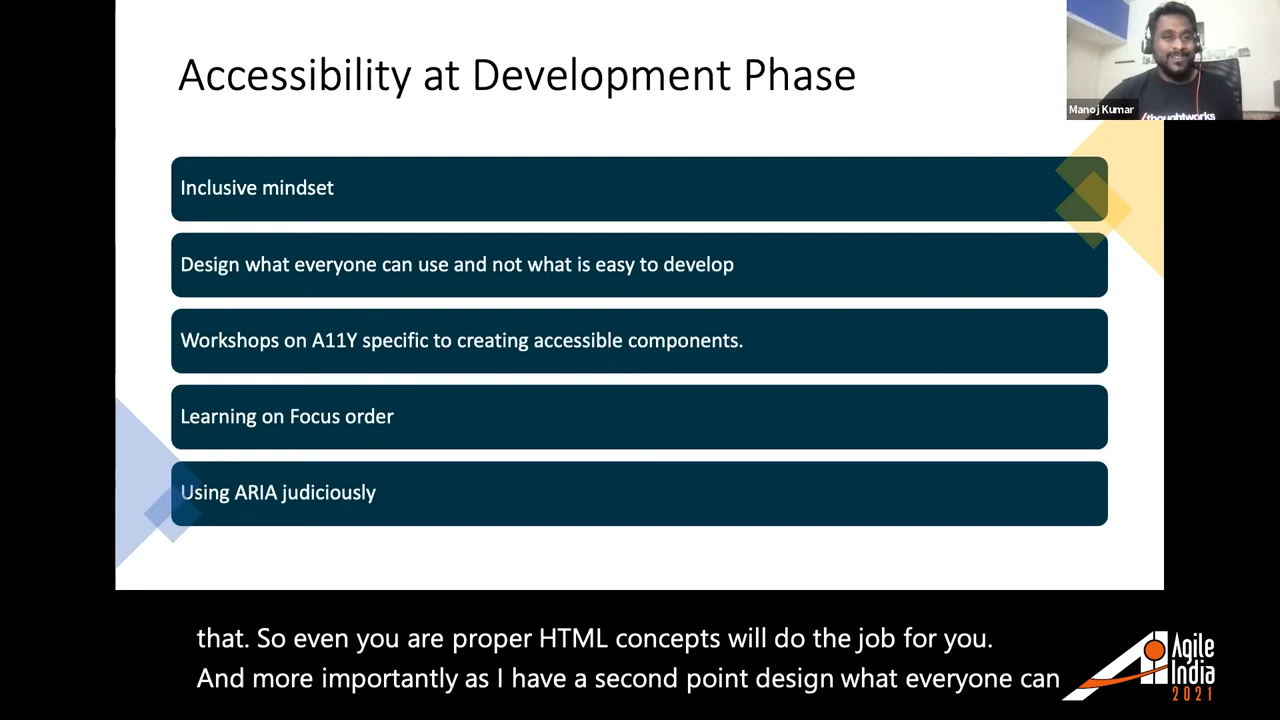 Accessibility at Development Phase
Manoj Kumar
/thoughtworks
Inclusive mindset
Design what everyone can use and not what is easy to develop
Workshops on A11Y specific to creating accessible components.
Learning on Focus order
Using ARIA judiciously
that. So even you are proper HTML concepts will do the job for you.
And more importantly as I have a second point design what everyone can
Agile
India
2021